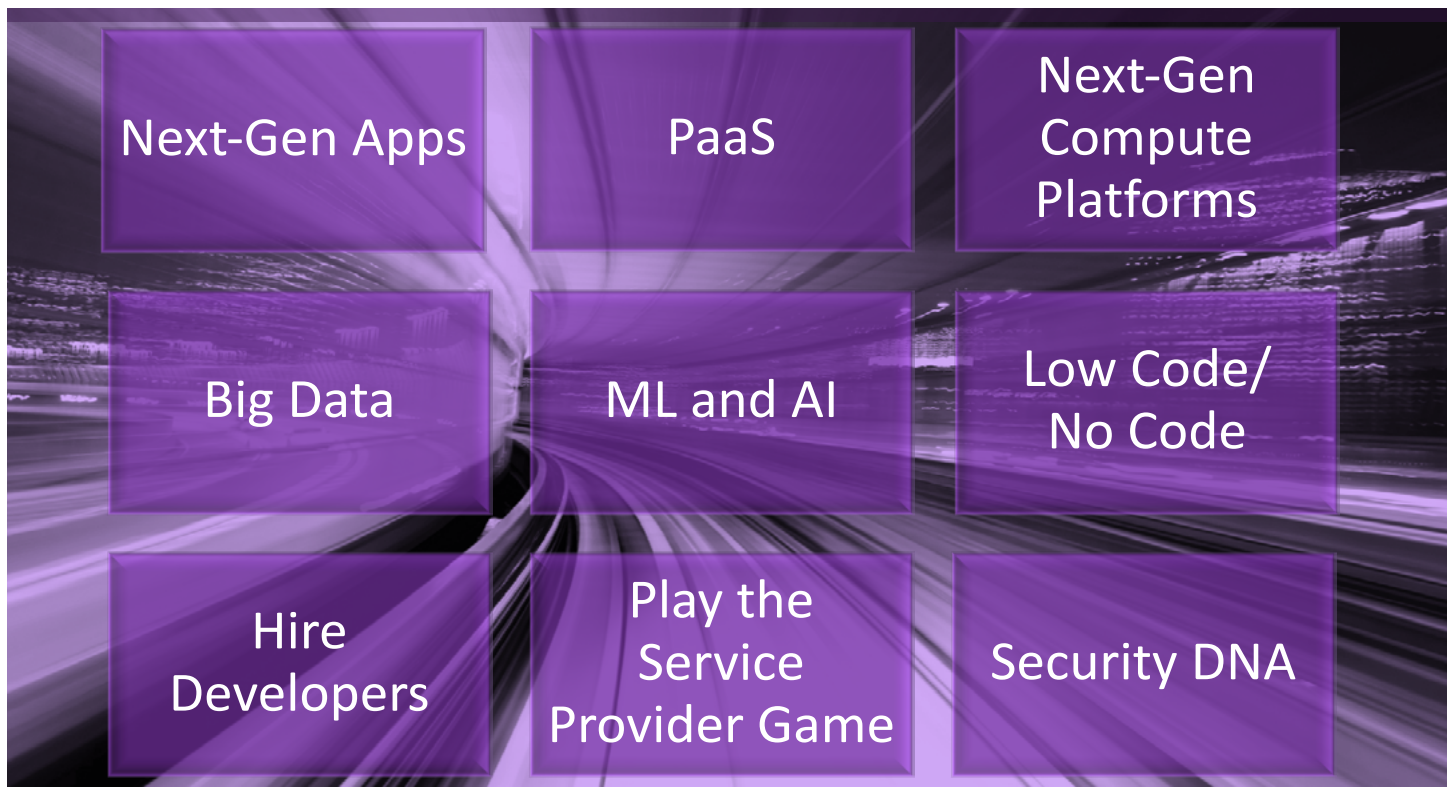 Next-Gen Apps
PaaS
Next-Gen
Compute
Platforms
Big Data
ML and AI
Low Code/
No Code
Hire
Developers
Play the
Service
Provider Game
Security DNA